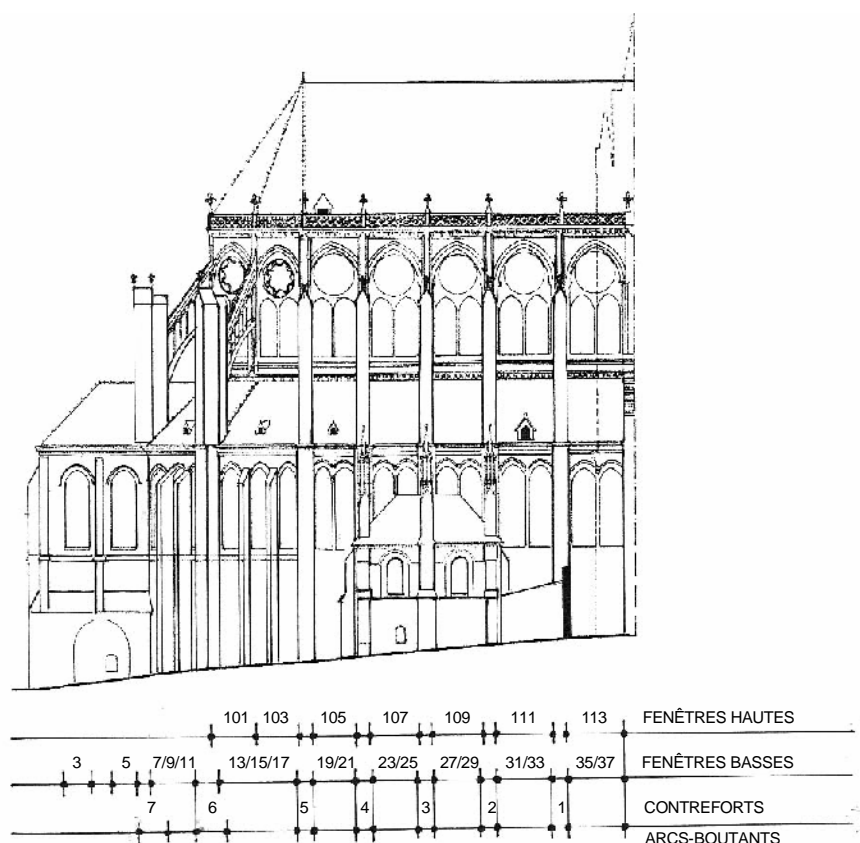 101 103 105 107 109 111 113 FENÊTRES HAUTES
3 5 7/9/11 13/15/17 19/21 23/25 27/29 31/33 35/37 FENÊTRES BASSES
7 6 5 4 3 2 1 CONTREFORTS
ARCS-BOUTANTS